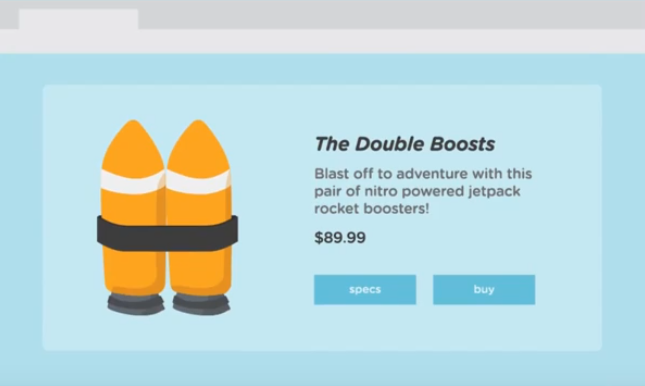 The Double Boosts
Blast off to adventure with this
pair of nitro powered jetpack
rocket boosters!
$89.99
specs
buy